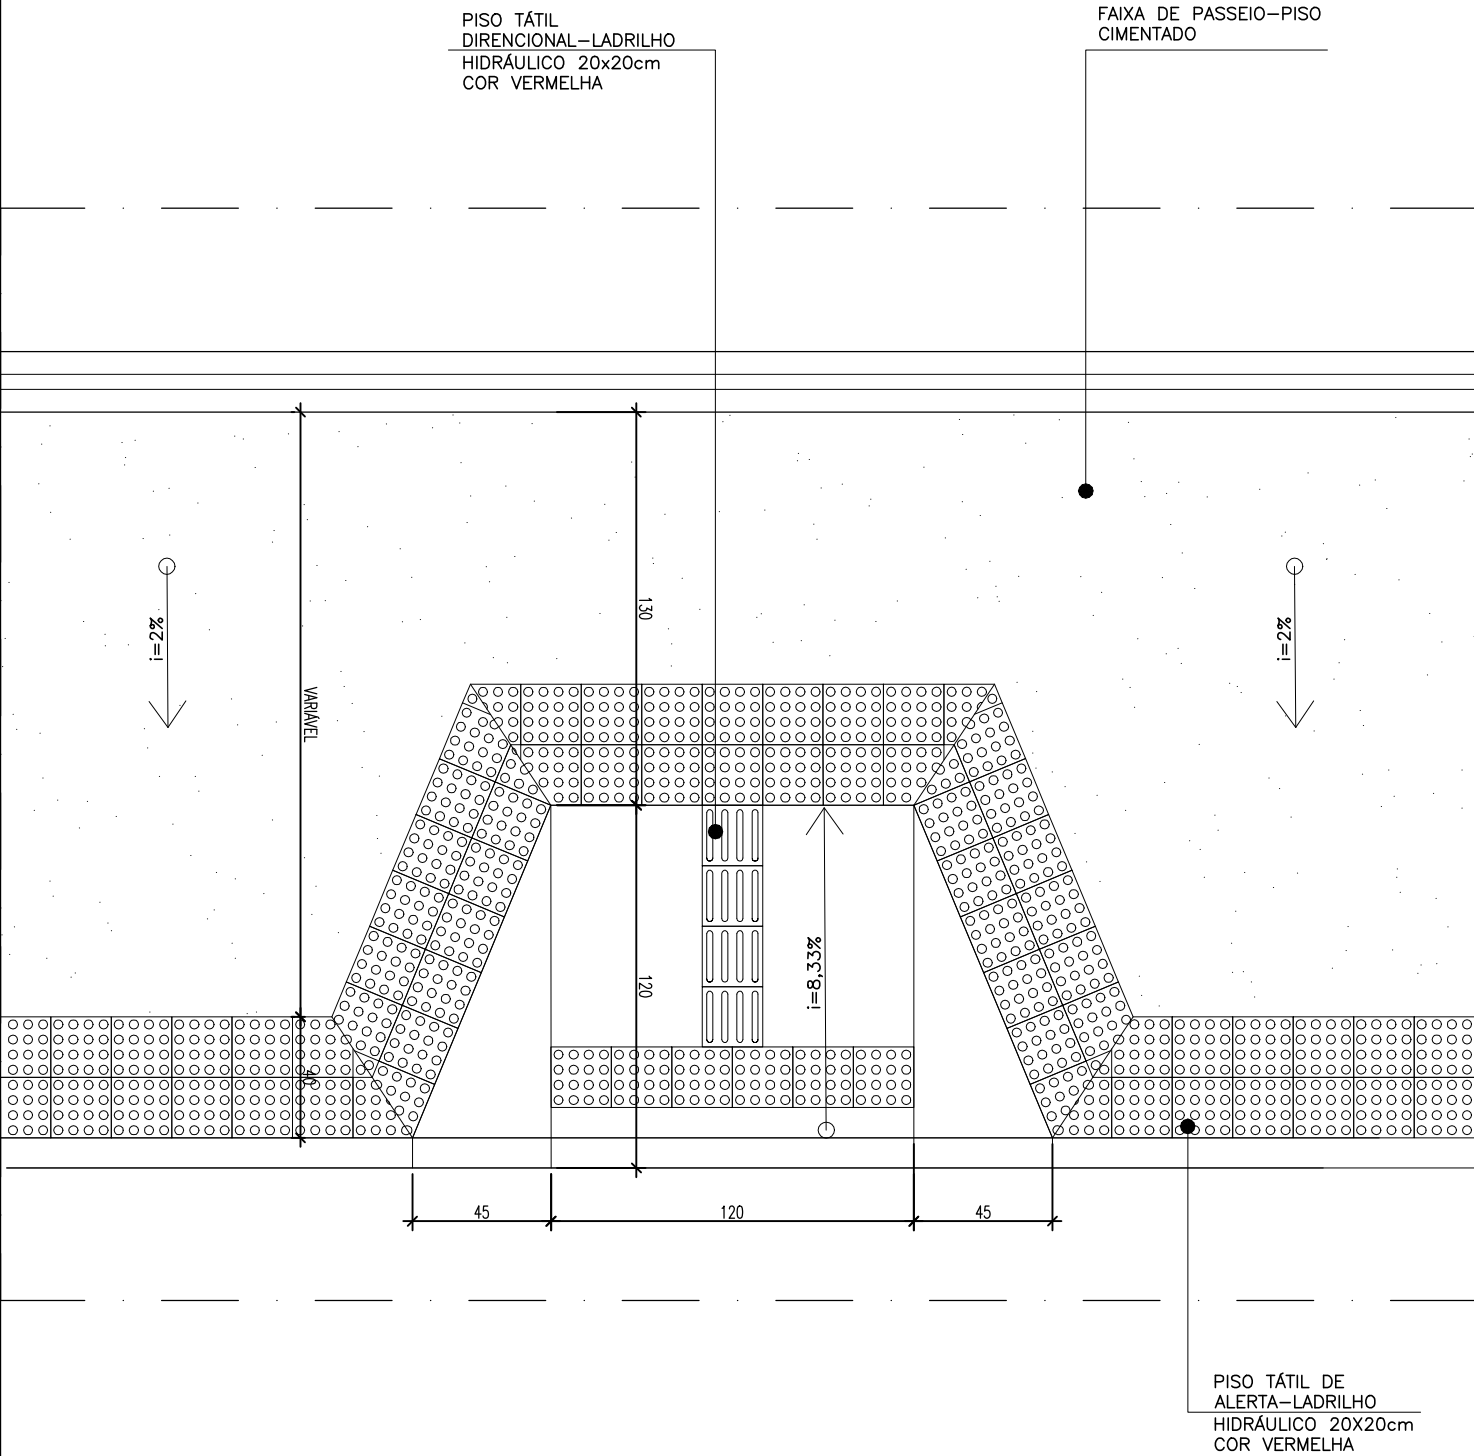 PISO TÁTIL
DIRENCIONAL-LADRILHO
HIDRÁULICO 20x20cm
COR VERMELHA
FAIXA DE PASSEIO-PISO
CIMENTADO
130
i=2%
i=2%
VARIÁVEL
120
i=8,33%
40
45
120
45
PISO TÁTIL DE
ALERTA-LADRILHO
HIDRÁULICO 20X20cm
COR VERMELHA